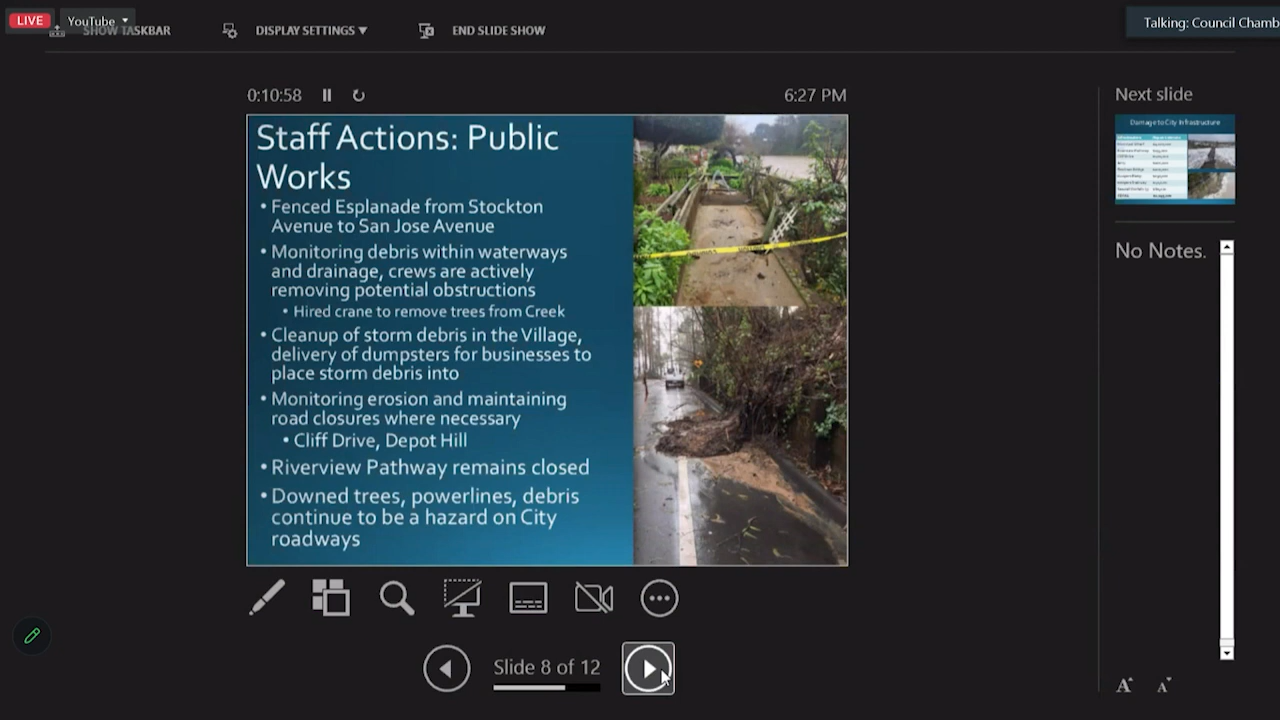 LIVE
YouTube
SHOW TASKBAR
DISPLAY SETTINGS
END SLIDE SHOW
Talking: Council Chamb
0:10:58
6:27 PM
Staff Actions: Public
Works
• Fenced Esplanade from Stockton
Avenue to San Jose Avenue
• Monitoring debris within waterways
and drainage, crews are actively
removing potential obstructions
• Hired crane to remove trees from Creek
• Cleanup of storm debris in the Village,
delivery of dumpsters for businesses to
place storm debris into
• Monitoring erosion and maintaining
road closures where necessary
• Cliff Drive, Depot Hill
• Riverview Pathway remains closed
• Downed trees, powerlines, debris
continue to be a hazard on City
roadways
Slide 8 of 12
Next slide
Damage to City Infrastructure
No Notes.
A A